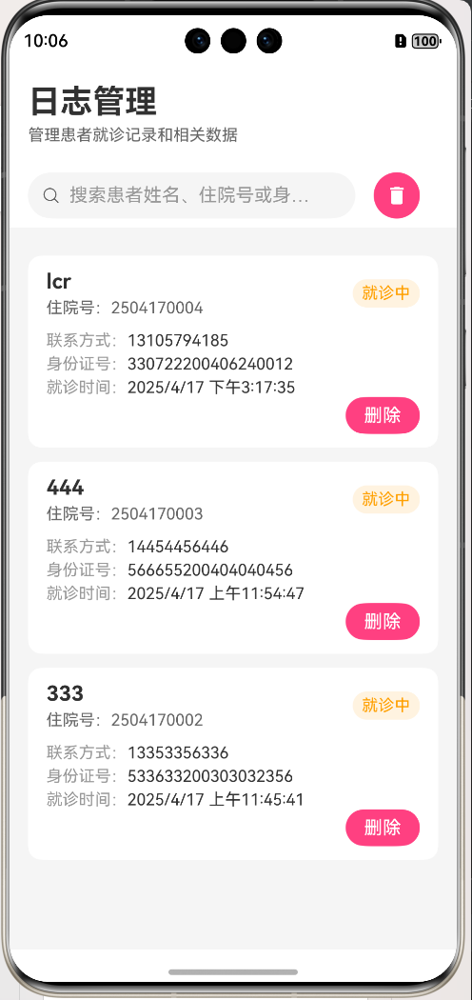 10:06
100
日志管理
管理患者就诊记录和相关数据
搜索患者姓名、住院号或身…
lcr
就诊中
住院号：2504170004
联系方式：13105794185
身份证号：330722200406240012
就诊时间：2025/4/17 下午3:17:35
删除
444
就诊中
住院号：2504170003
联系方式：14454456446
身份证号：566655200404040456
就诊时间：2025/4/17 上午11:54:47
删除
333
就诊中
住院号：2504170002
联系方式：13353356336
身份证号：533633200303032356
就诊时间：2025/4/17 上午11:45:41
删除